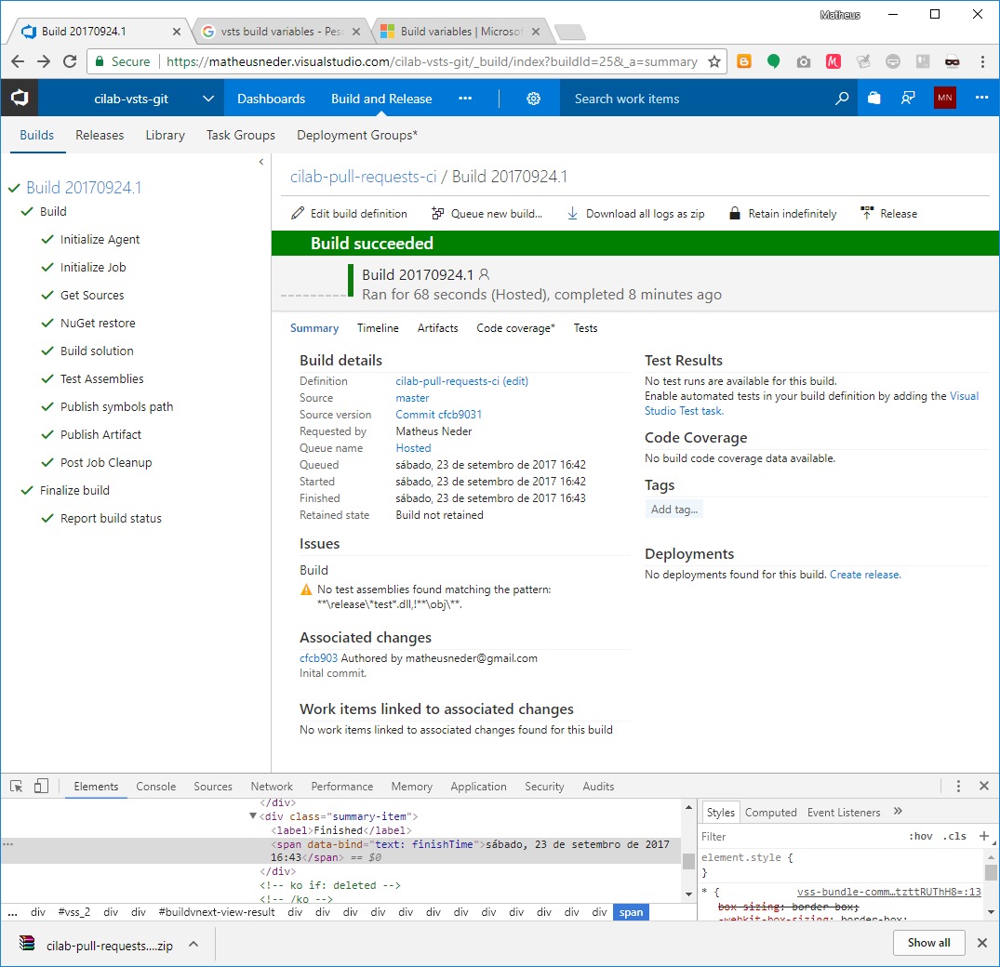 Matheus
Build 20170924.1
vsts build variables - Pes
Build variables | Microsof
Secure
https://matheusneder.visualstudio.com/cilab-vsts-git/_build/index?buildId=25&_a=summary
cilab-vsts-git
Dashboards
Build and Release
Search work items
MN
Builds
Releases
Library
Task Groups
Deployment Groups*
Build 20170924.1
Build
Initialize Agent
Initialize Job
Get Sources
NuGet restore
Build solution
Test Assemblies
Publish symbols path
Publish Artifact
Post Job Cleanup
Finalize build
Report build status
cilab-pull-requests-ci / Build 20170924.1
Edit build definition
Queue new build...
Download all logs as zip
Retain indefinitely
Release
Build succeeded
Build 20170924.1
Ran for 68 seconds (Hosted), completed 8 minutes ago
Summary
Timeline
Artifacts
Code coverage*
Tests
Build details
Definition cilab-pull-requests-ci (edit)
Source master
Source version Commit cfcb9031
Requested by Matheus Neder
Queue name Hosted
Queued sábado, 23 de setembro de 2017 16:42
Started sábado, 23 de setembro de 2017 16:42
Finished sábado, 23 de setembro de 2017 16:43
Retained state Build not retained
Issues
Build
No test assemblies found matching the pattern:
**\release\*test*.dll,!**\obj\**.
Associated changes
cfcb903 Authored by matheusneder@gmail.com
Inital commit.
Work items linked to associated changes
No work items linked to associated changes found for this build
Test Results
No test runs are available for this build.
Enable automated tests in your build definition by adding the Visual
Studio Test task.
Code Coverage
No build code coverage data available.
Tags
Add tag...
Deployments
No deployments found for this build. Create release.
Elements
Console
Sources
Network
Performance
Memory
Application
Security
Audits
</div>
<div class="summary-item">
<label>Finished</label>
<span data-bind="text: finishTime">sábado, 23 de setembro de 2017
16:43</span> == $0
</div>
<!-- ko if: deleted -->
<!-- /ko -->
... div #vss_2 div div #buildvnext-view-result div div div div div div div div div div div span
Styles
Computed
Event Listeners
Filter
:hov
.cls
element.style {
}
* {
vss-bundle-comm…tzttRUThH8=:13
box-sizing: border-box;
-webkit-box-sizing: border-box;
cilab-pull-requests....zip
Show all